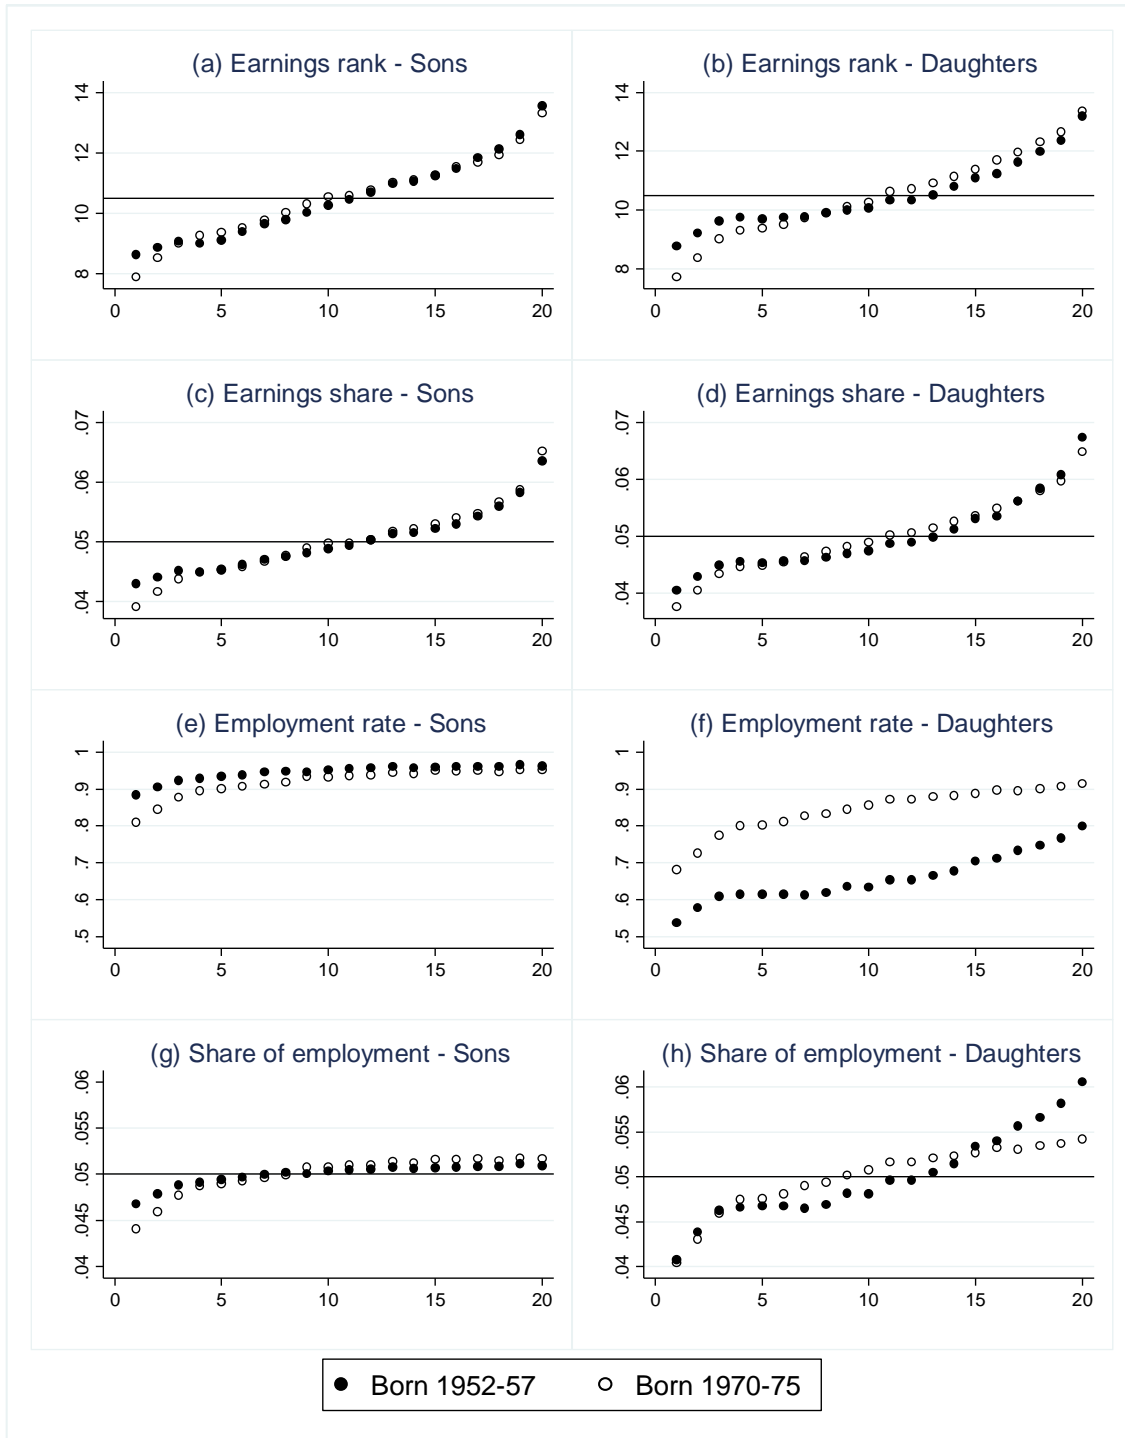 (a) Earnings rank - Sons
14
12
10
8
0 5 10 15 20
(b) Earnings rank - Daughters
14
12
10
8
0 5 10 15 20
(c) Earnings share - Sons
.07
.06
.05
.04
0 5 10 15 20
(d) Earnings share - Daughters
.07
.06
.05
.04
0 5 10 15 20
(e) Employment rate - Sons
1
.9
.8
.7
.6
.5
0 5 10 15 20
(f) Employment rate - Daughters
1
.9
.8
.7
.6
.5
0 5 10 15 20
(g) Share of employment - Sons
.06
.055
.05
.045
.04
0 5 10 15 20
(h) Share of employment - Daughters
.06
.055
.05
.045
.04
0 5 10 15 20
Born 1952-57 Born 1970-75